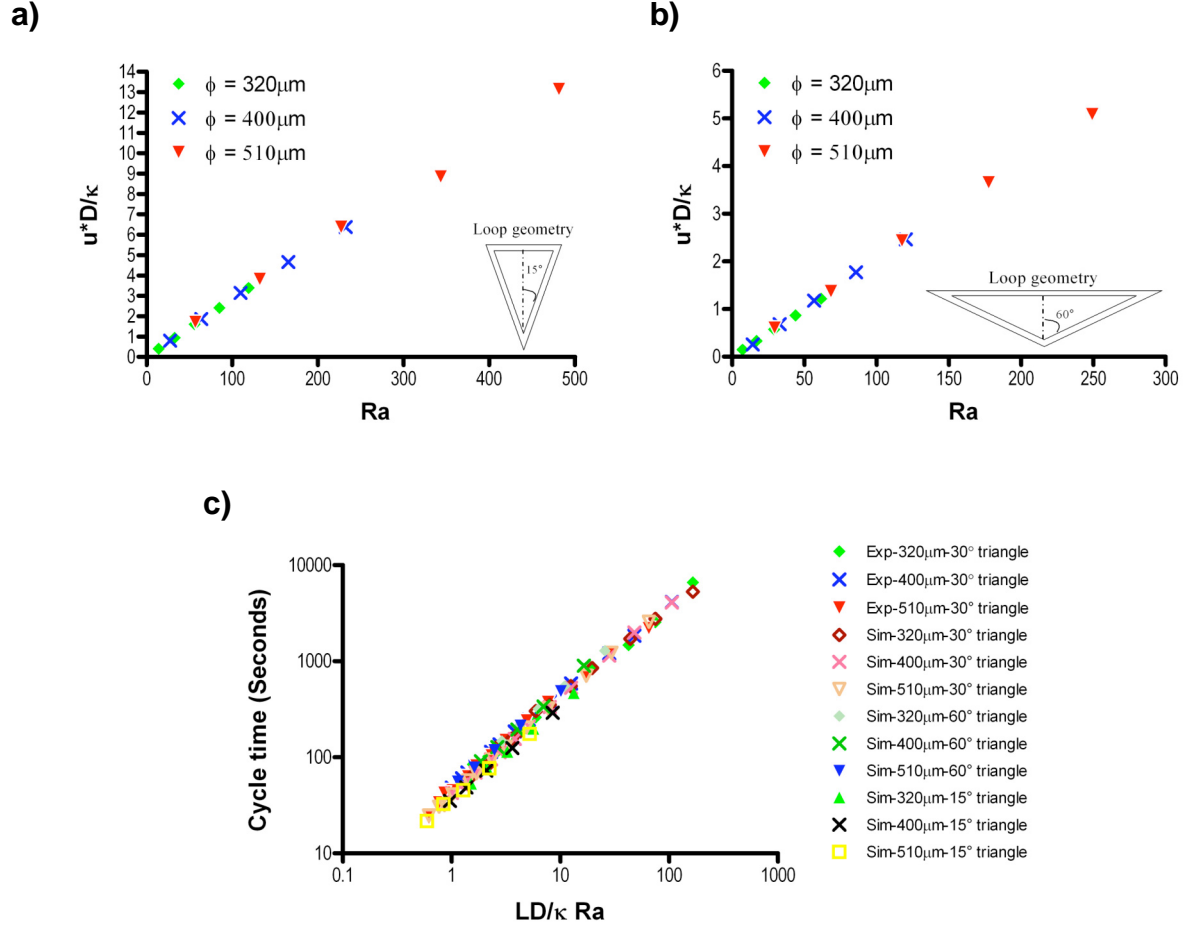 a)
u*D/κ
14
13
12
11
10
9
8
7
6
5
4
3
2
1
0
0 100 200 300 400 500
Ra
ϕ = 320μm
ϕ = 400μm
ϕ = 510μm
Loop geometry
15°
b)
u*D/κ
6
5
4
3
2
1
0
0 50 100 150 200 250 300
Ra
ϕ = 320μm
ϕ = 400μm
ϕ = 510μm
Loop geometry
60°
c)
Cycle time (Seconds)
10000
1000
100
10
0.1 1 10 100 1000
LD/κ Ra
Exp-320μm-30° triangle
Exp-400μm-30° triangle
Exp-510μm-30° triangle
Sim-320μm-30° triangle
Sim-400μm-30° triangle
Sim-510μm-30° triangle
Sim-320μm-60° triangle
Sim-400μm-60° triangle
Sim-510μm-60° triangle
Sim-320μm-15° triangle
Sim-400μm-15° triangle
Sim-510μm-15° triangle